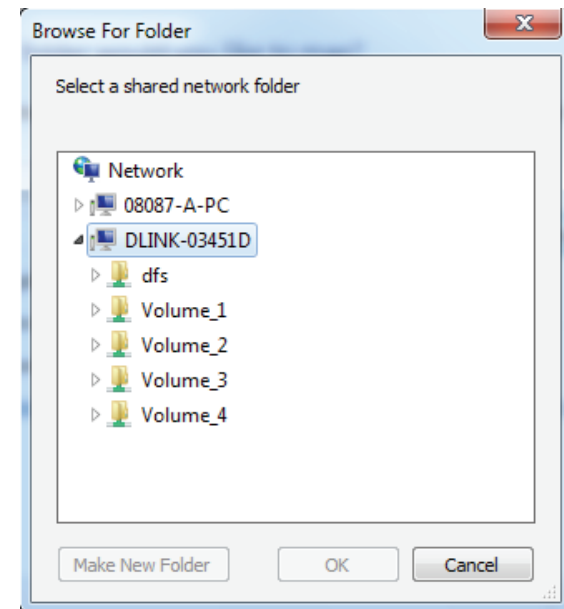 Browse For Folder
Select a shared network folder
Network
08087-A-PC
DLINK-03451D
dfs
Volume_1
Volume_2
Volume_3
Volume_4
Make New Folder OK Cancel